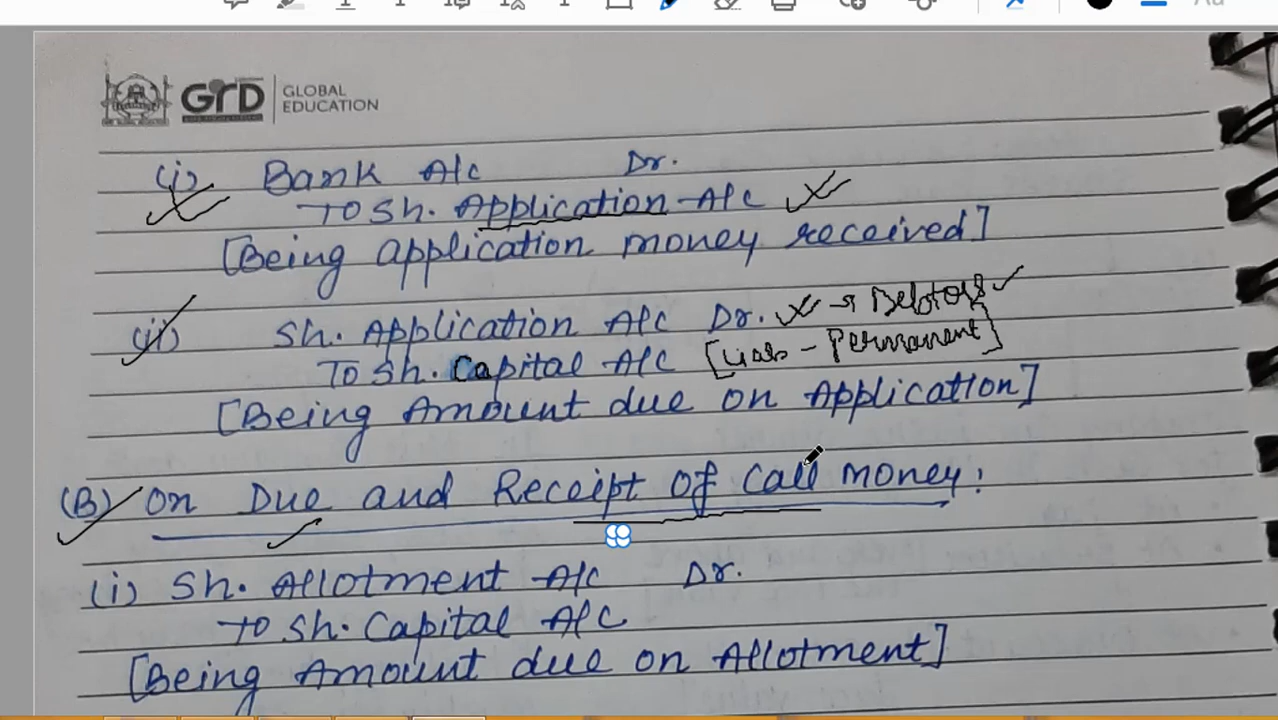 GrD GLOBAL EDUCATION
(i) Bank A/c Dr.
To Sh. Application A/c
[Being application money received]
(ii) Sh. Application A/c Dr. → Debtors
To Sh. Capital A/c [Liab - Permanent]
[Being Amount due on Application]
(B) On Due and Receipt of Call money:
(i) Sh. Allotment A/c Dr.
To Sh. Capital A/c
[Being Amount due on Allotment]